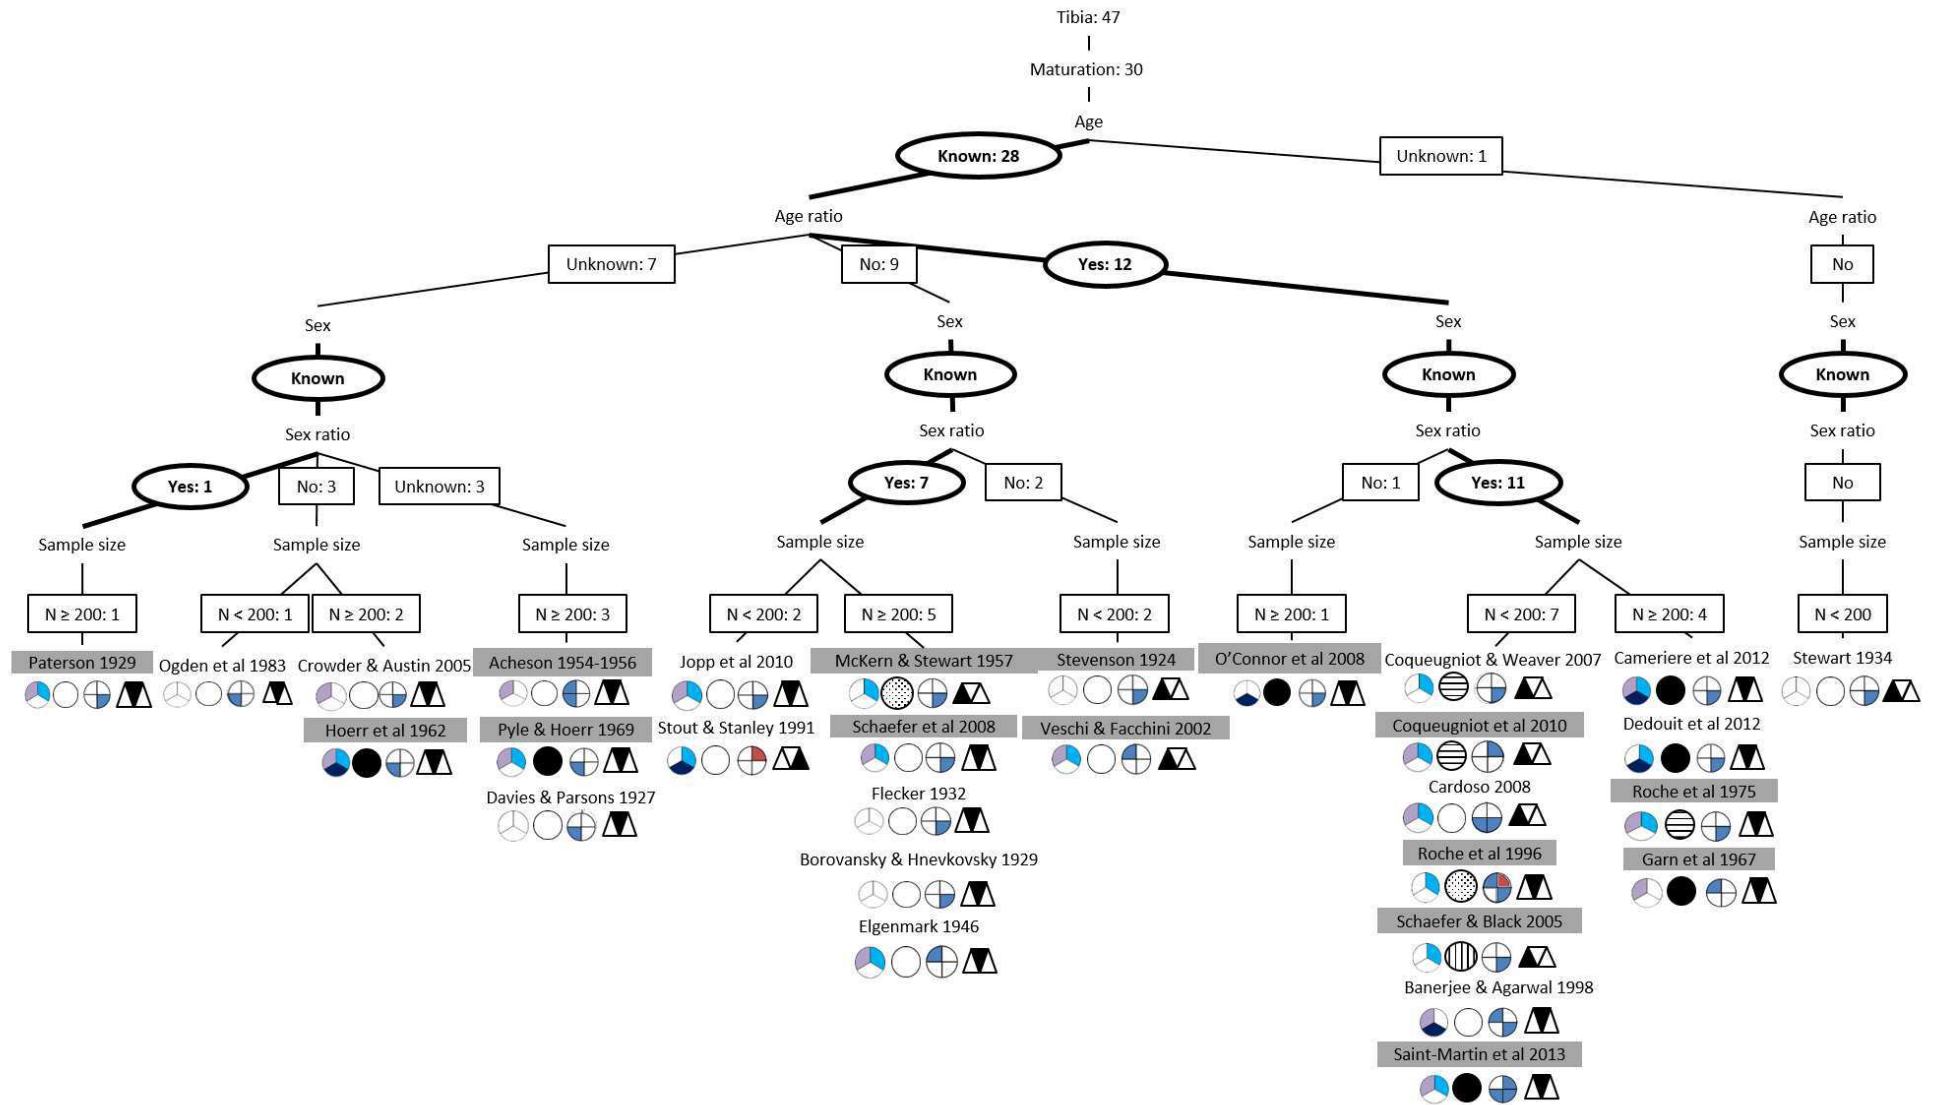 Tibia: 47
Maturation: 30
Age
Known: 28
Unknown: 1
Age ratio
Age ratio
Unknown: 7
No: 9
Yes: 12
No
Sex
Sex
Sex
Sex
Known
Known
Known
Known
Sex ratio
Sex ratio
Sex ratio
Sex ratio
Yes: 1
No: 3
Unknown: 3
Yes: 7
No: 2
No: 1
Yes: 11
No
Sample size
Sample size
Sample size
Sample size
Sample size
Sample size
Sample size
Sample size
N ≥ 200: 1
N < 200: 1
N ≥ 200: 2
N ≥ 200: 3
N < 200: 2
N ≥ 200: 5
N < 200: 2
N ≥ 200: 1
N < 200: 7
N ≥ 200: 4
N < 200
Paterson 1929
Ogden et al 1983
Crowder & Austin 2005
Hoerr et al 1962
Acheson 1954-1956
Pyle & Hoerr 1969
Davies & Parsons 1927
Jopp et al 2010
Stout & Stanley 1991
McKern & Stewart 1957
Schaefer et al 2008
Flecker 1932
Borovansky & Hnevkovsky 1929
Elgenmark 1946
Stevenson 1924
Veschi & Facchini 2002
O'Connor et al 2008
Coqueugniot & Weaver 2007
Coqueugniot et al 2010
Cardoso 2008
Roche et al 1996
Schaefer & Black 2005
Banerjee & Agarwal 1998
Saint-Martin et al 2013
Cameriere et al 2012
Dedouit et al 2012
Roche et al 1975
Garn et al 1967
Stewart 1934